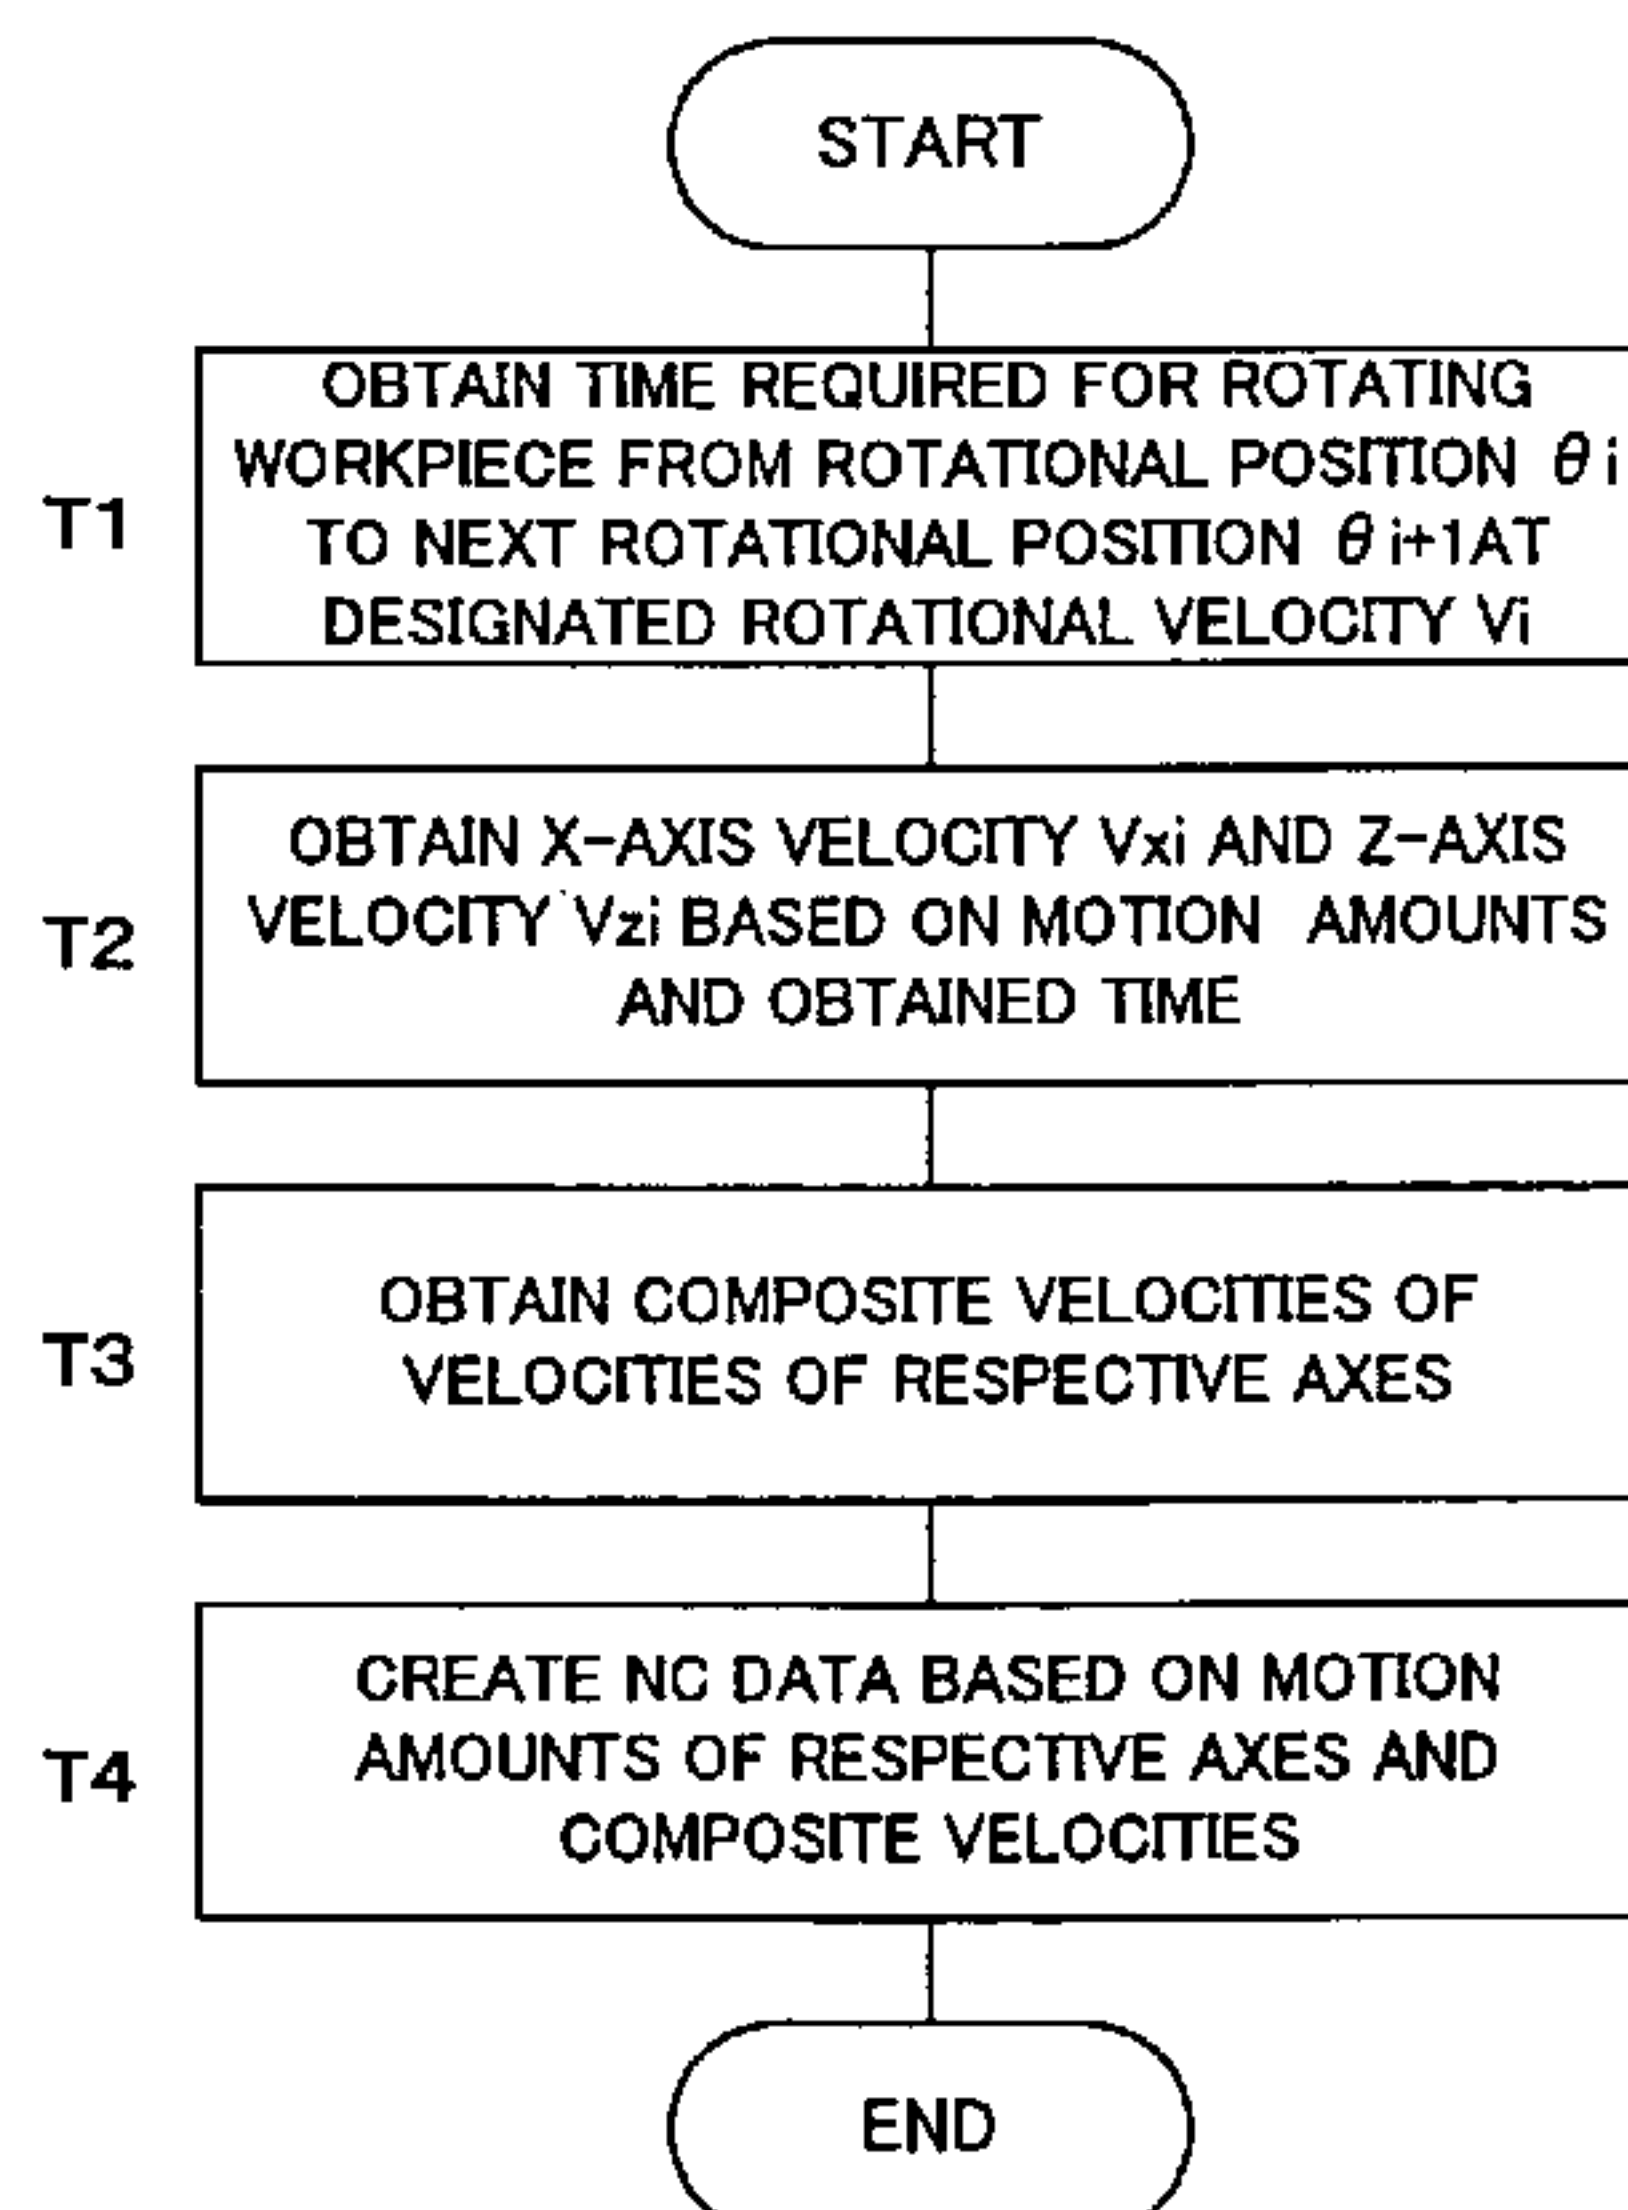 START
OBTAIN TIME REQUIRED FOR ROTATING
WORKPIECE FROM ROTATIONAL POSITION θi
T1
TO NEXT ROTATIONAL POSITION θi+1AT
DESIGNATED ROTATIONAL VELOCITY Vi
OBTAIN X-AXIS VELOCITY Vxi AND Z-AXIS
VELOCITY Vzi BASED ON MOTION AMOUNTS
T2
AND OBTAINED TIME
OBTAIN COMPOSITE VELOCITIES OF
T3
VELOCITIES OF RESPECTIVE AXES
CREATE NC DATA BASED ON MOTION
T4
AMOUNTS OF RESPECTIVE AXES AND
COMPOSITE VELOCITIES
END